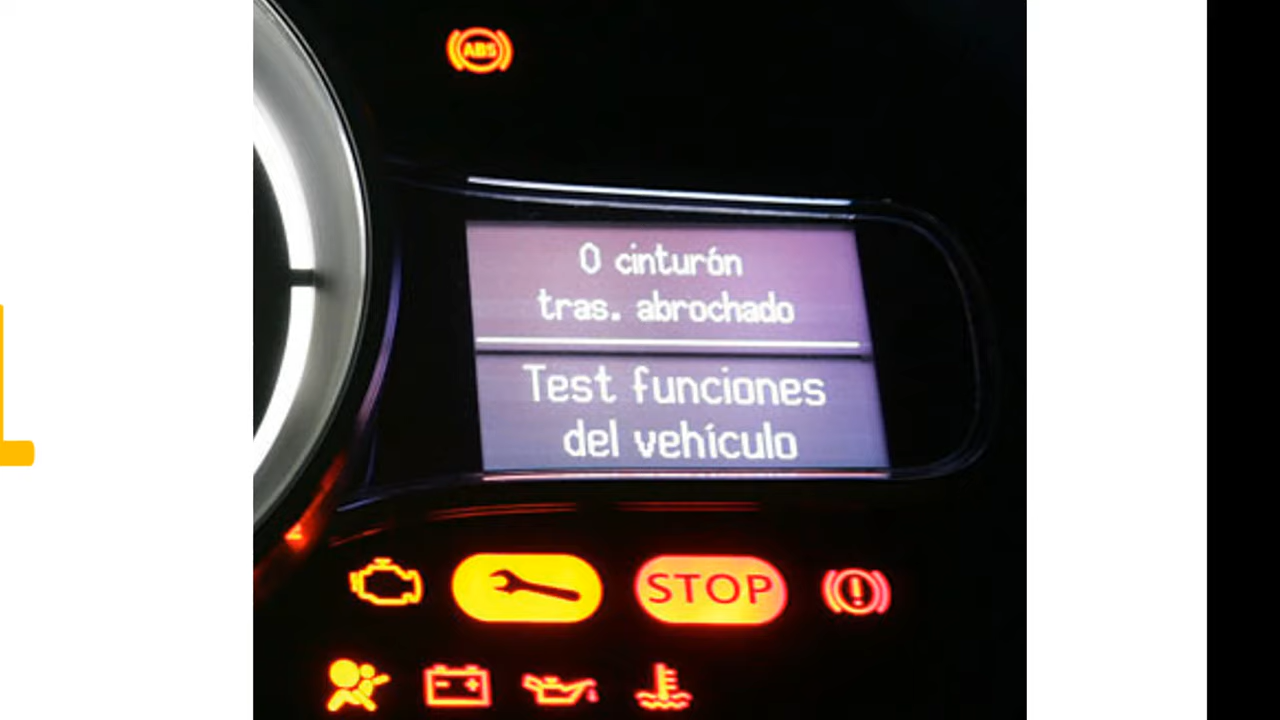 ABS
0 cinturón
tras. abrochado
Test funciones
del vehículo
STOP